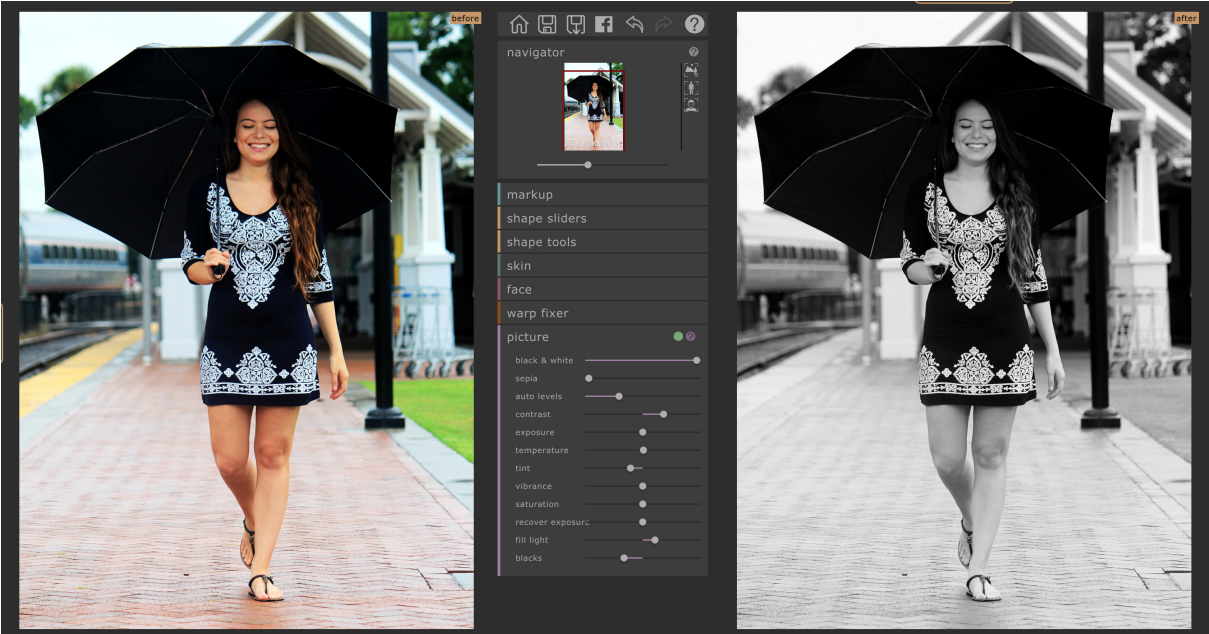 before
navigator
markup
shape sliders
shape tools
skin
face
warp fixer
picture
black & white
sepia
auto levels
contrast
exposure
temperature
tint
vibrance
saturation
recover exposure
fill light
blacks
after